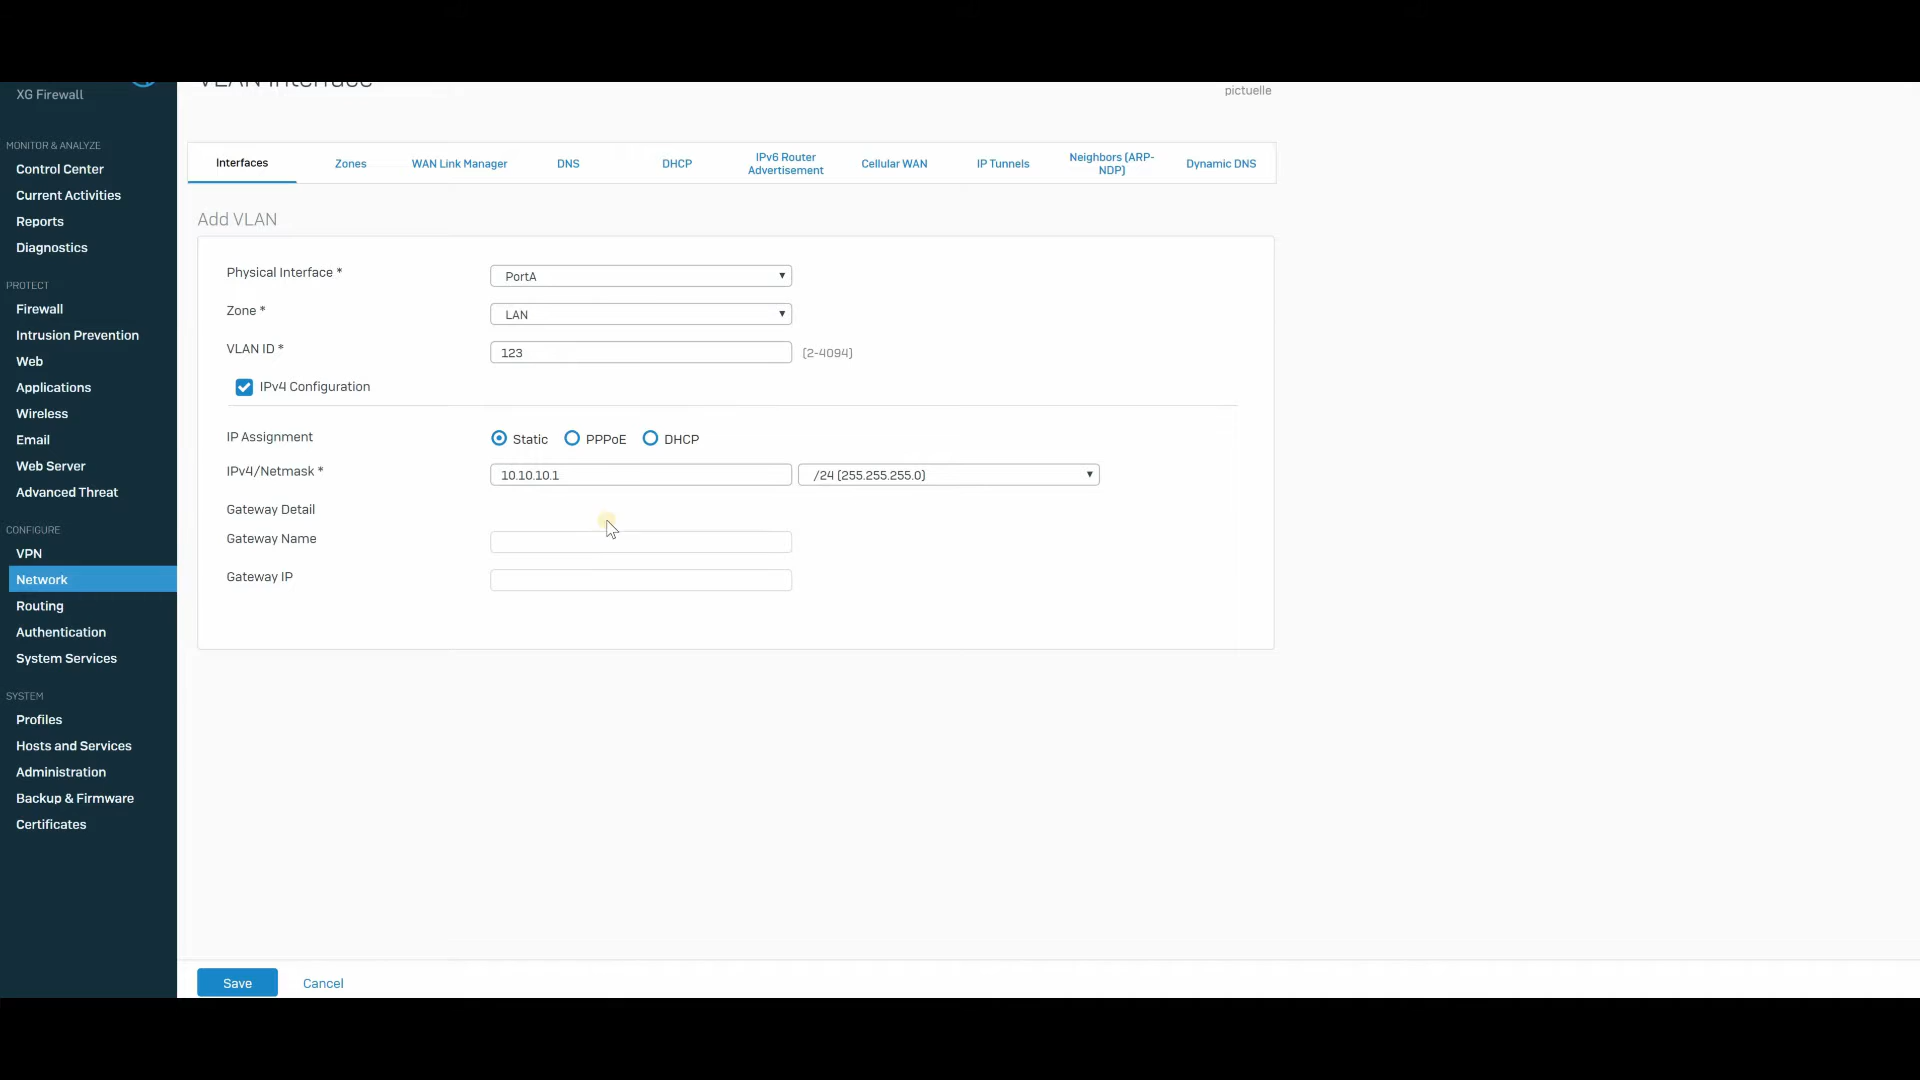 VLAN Interface
XG Firewall
pictuelle
MONITOR & ANALYZE
Control Center
Current Activities
Reports
Diagnostics
PROTECT
Firewall
Intrusion Prevention
Web
Applications
Wireless
Email
Web Server
Advanced Threat
CONFIGURE
VPN
Network
Routing
Authentication
System Services
SYSTEM
Profiles
Hosts and Services
Administration
Backup & Firmware
Certificates
Interfaces
Zones
WAN Link Manager
DNS
DHCP
IPv6 Router
Advertisement
Cellular WAN
IP Tunnels
Neighbors (ARP-
NDP)
Dynamic DNS
Add VLAN
Physical Interface * PortA
Zone * LAN
VLAN ID * 123 [2-4094]
IPv4 Configuration
IP Assignment Static PPPoE DHCP
IPv4/Netmask * 10.10.10.1 /24 (255.255.255.0)
Gateway Detail
Gateway Name
Gateway IP
Save Cancel